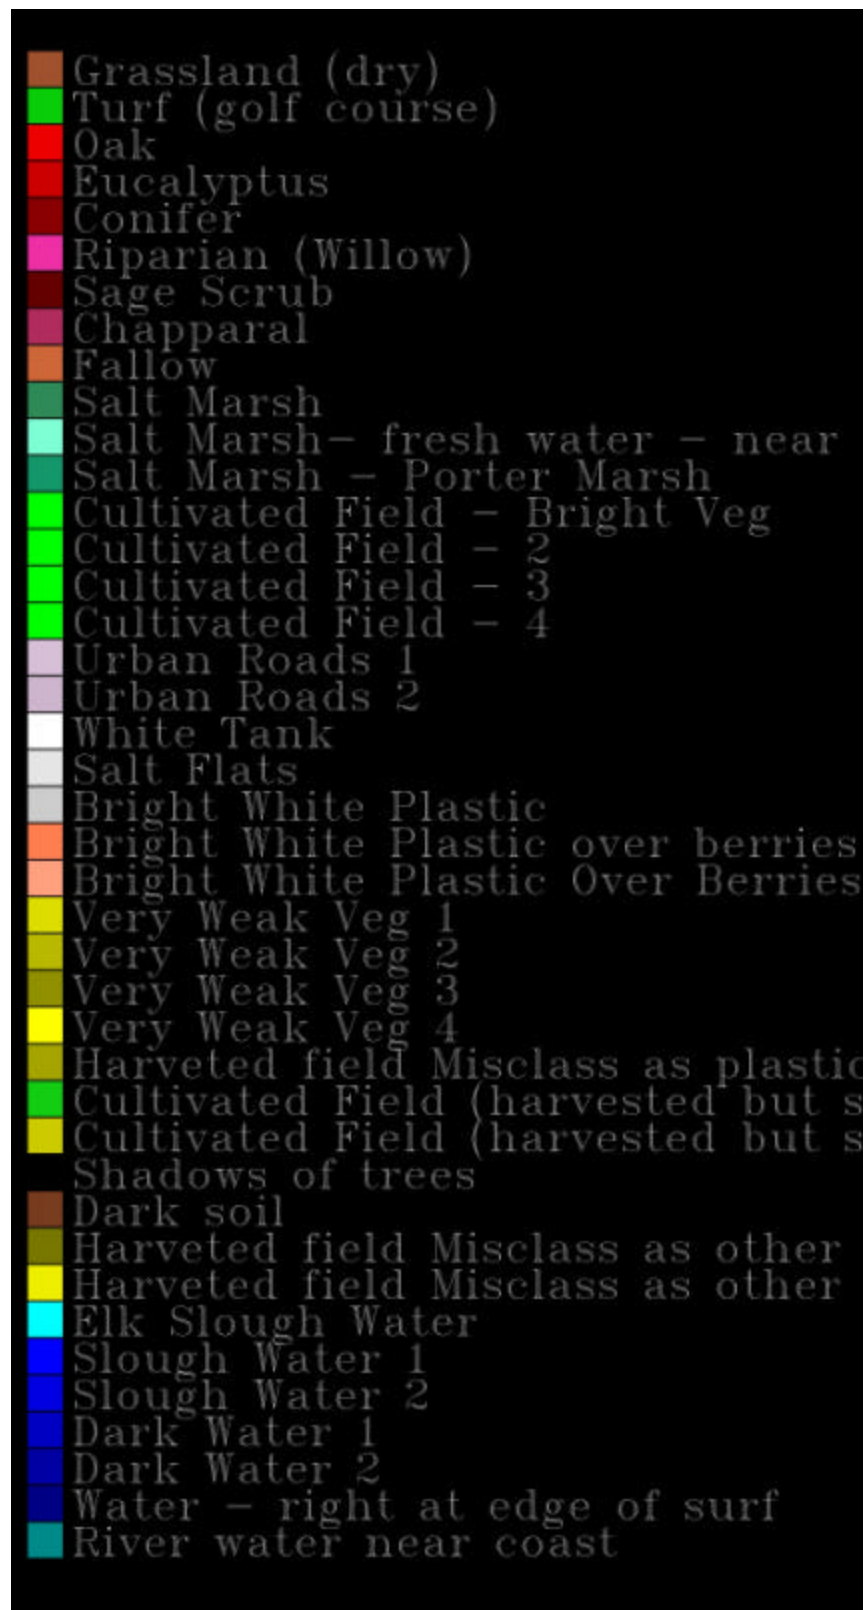 Grassland (dry)
Turf (golf course)
Oak
Eucalyptus
Conifer
Riparian (Willow)
Sage Scrub
Chapparal
Fallow
Salt Marsh
Salt Marsh– fresh water – near
Salt Marsh – Porter Marsh
Cultivated Field – Bright Veg
Cultivated Field – 2
Cultivated Field – 3
Cultivated Field – 4
Urban Roads 1
Urban Roads 2
White Tank
Salt Flats
Bright White Plastic
Bright White Plastic over berries
Bright White Plastic Over Berries
Very Weak Veg 1
Very Weak Veg 2
Very Weak Veg 3
Very Weak Veg 4
Harveted field Misclass as plastic
Cultivated Field (harvested but s
Cultivated Field (harvested but s
Shadows of trees
Dark soil
Harveted field Misclass as other
Harveted field Misclass as other
Elk Slough Water
Slough Water 1
Slough Water 2
Dark Water 1
Dark Water 2
Water – right at edge of surf
River water near coast